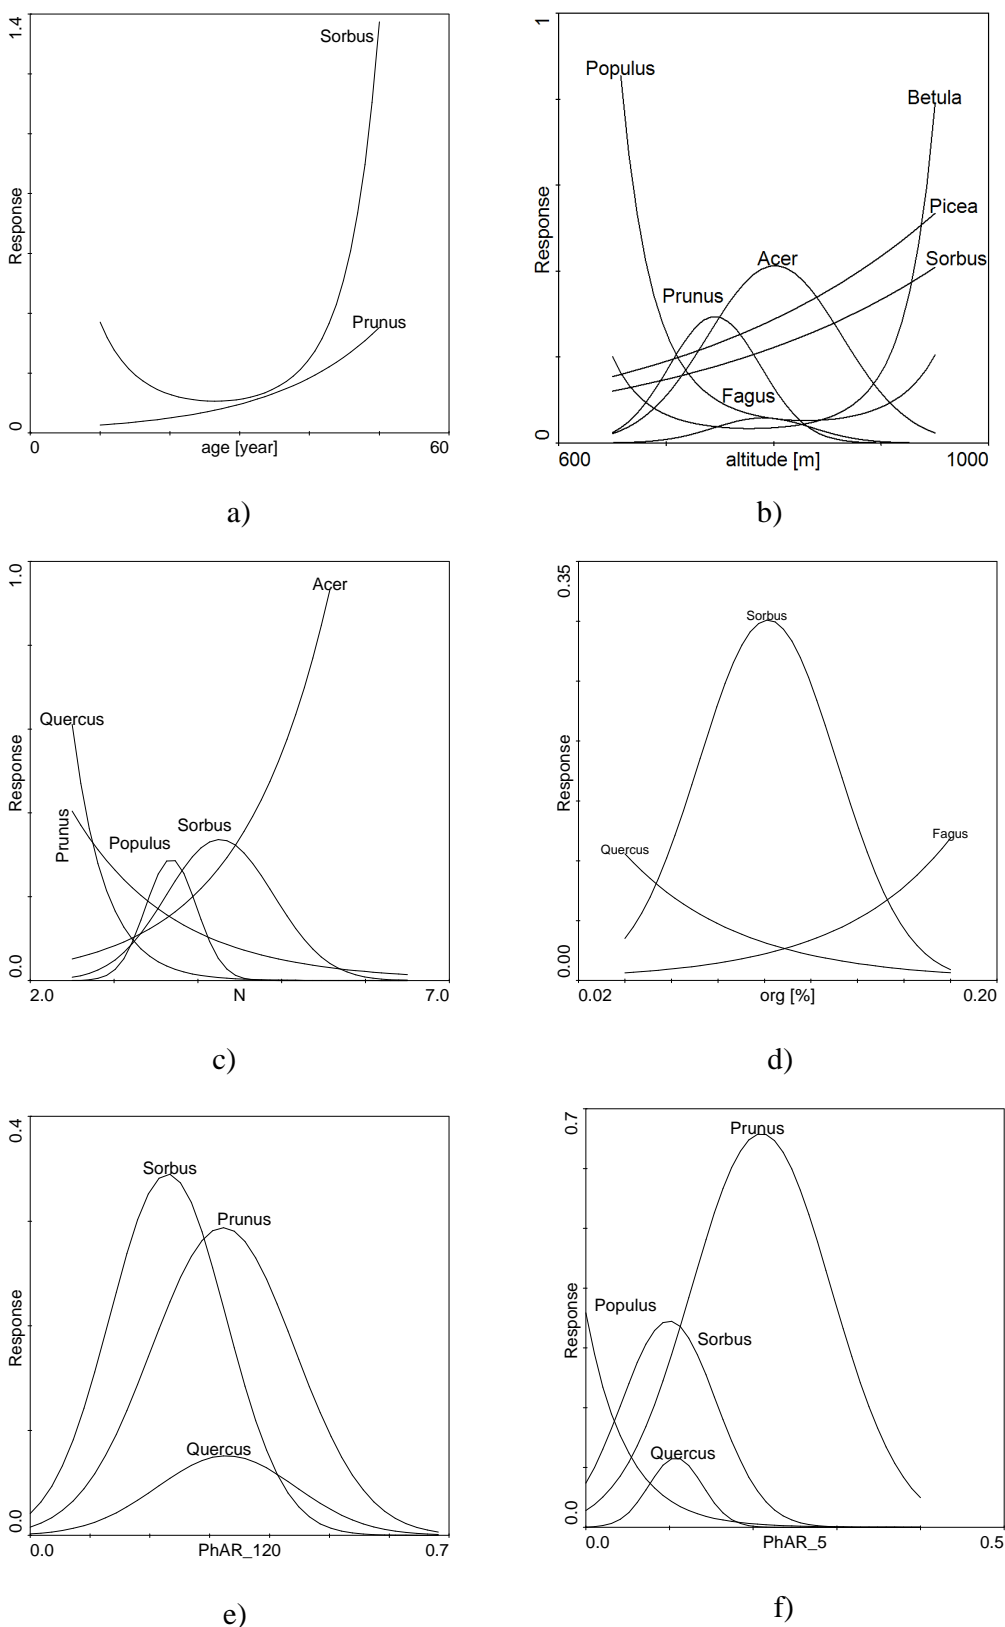 1.4
Sorbus
Response
Prunus
0
0
age [year]
60
a)
1
Populus
Betula
Picea
Response
Acer
Sorbus
Prunus
Fagus
0
600
altitude [m]
1000
b)
1.0
Acer
Quercus
Response
Prunus
Populus
Sorbus
0.0
2.0
N
7.0
c)
0.35
Sorbus
Response
Quercus
Fagus
0.00
0.02
org [%]
0.20
d)
0.4
Sorbus
Prunus
Response
Quercus
0.0
0.0
PhAR_120
0.7
e)
0.7
Prunus
Populus
Response
Sorbus
Quercus
0.0
0.0
PhAR_5
0.5
f)